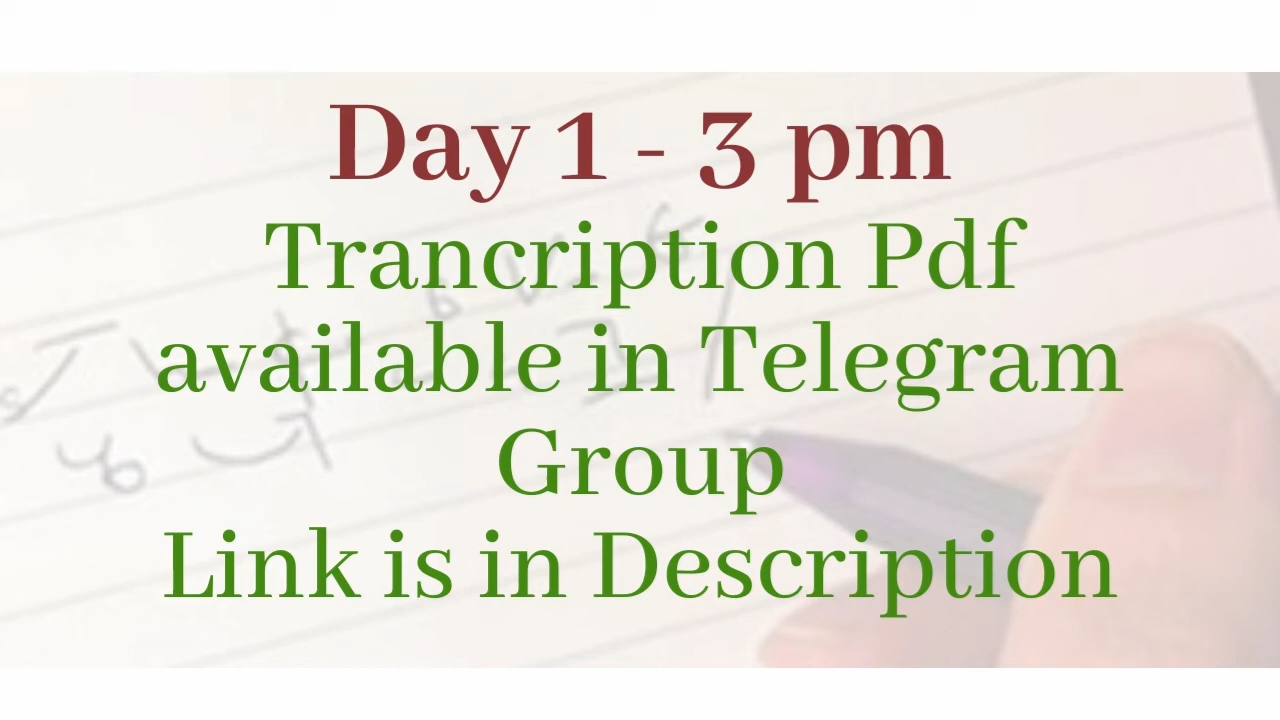 Day 1 - 3 pm
Trancription Pdf
available in Telegram
Group
Link is in Description